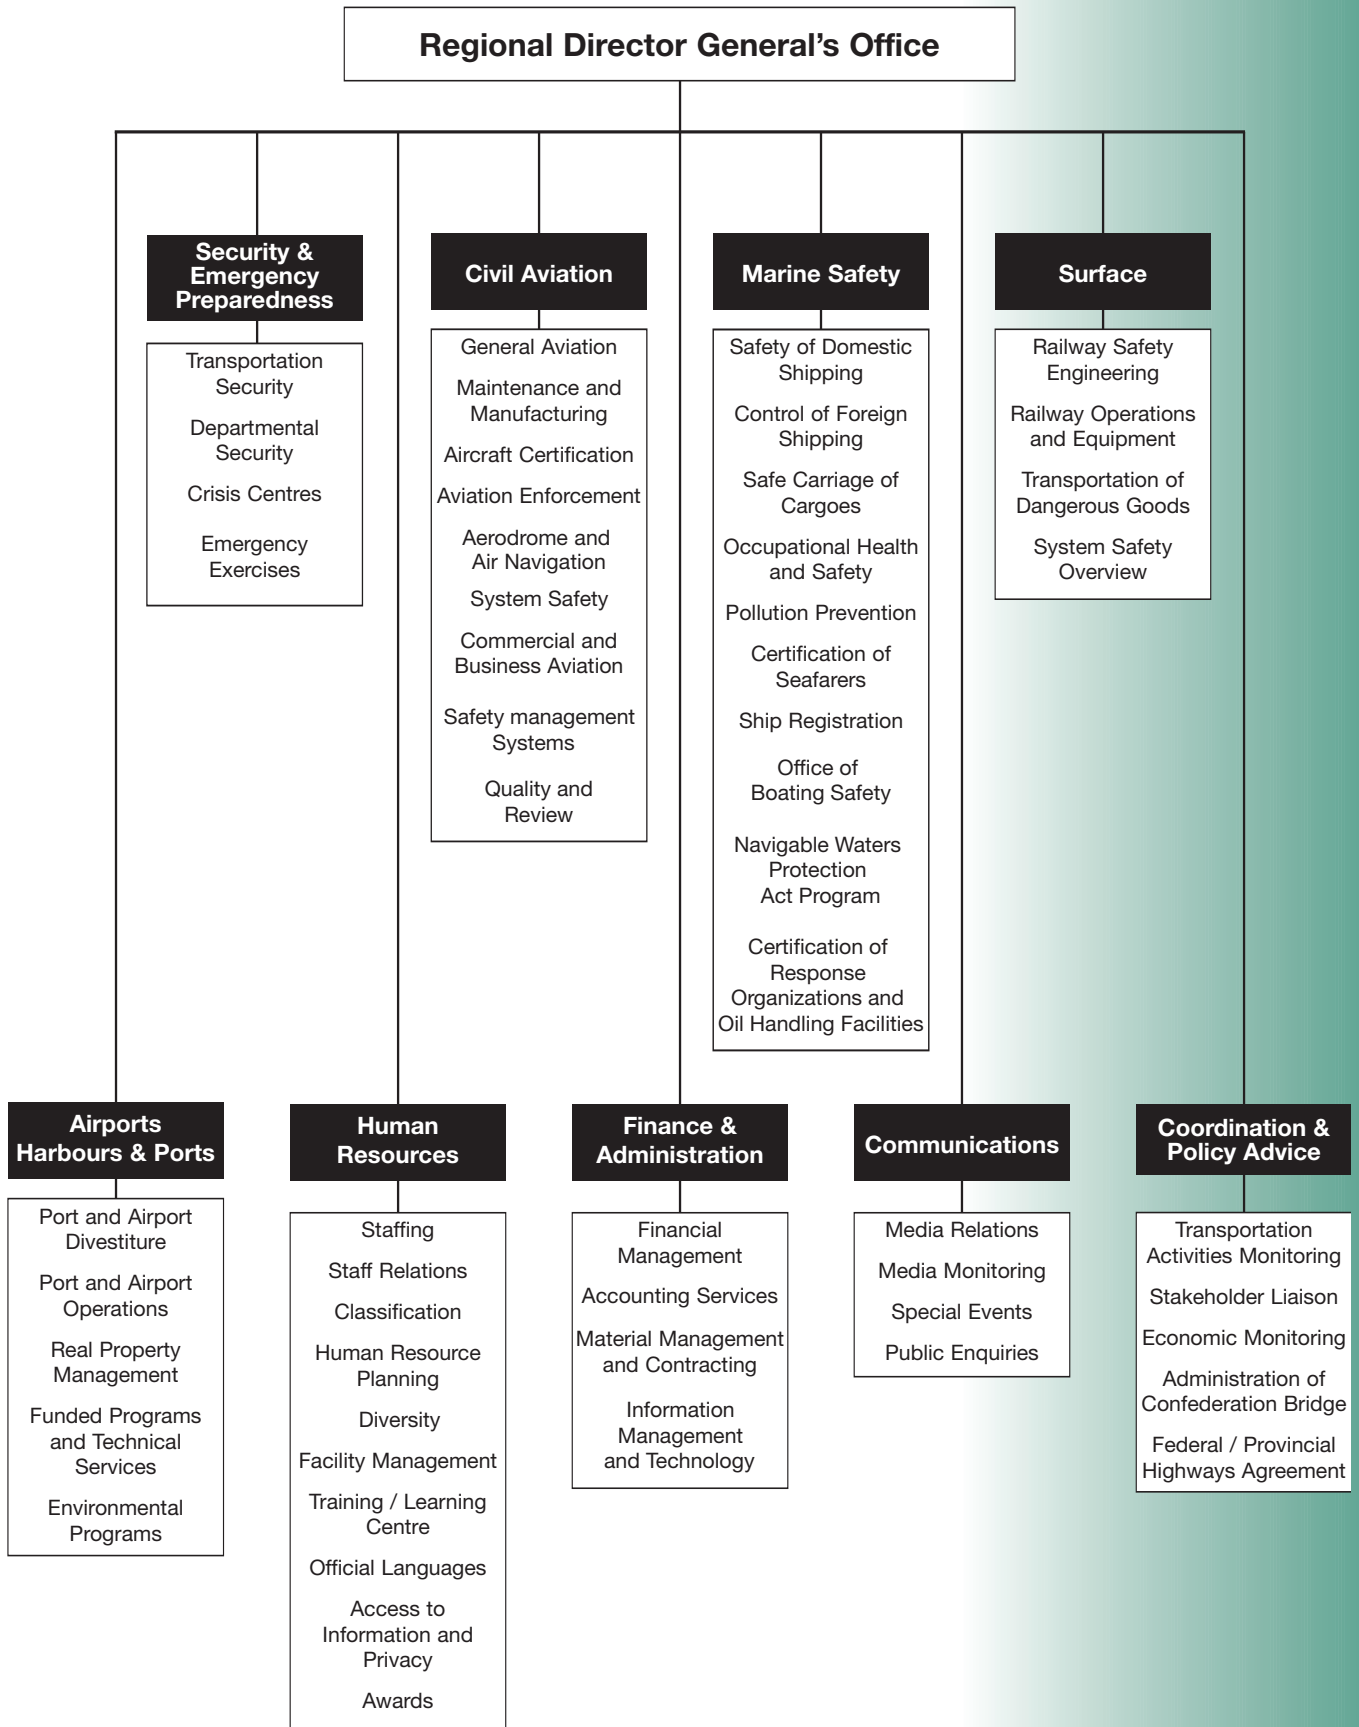 Regional Director General's Office
Security &
Emergency
Preparedness
Transportation
Security
Departmental
Security
Crisis Centres
Emergency
Exercises
Civil Aviation
General Aviation
Maintenance and
Manufacturing
Aircraft Certification
Aviation Enforcement
Aerodrome and
Air Navigation
System Safety
Commercial and
Business Aviation
Safety management
Systems
Quality and
Review
Marine Safety
Safety of Domestic
Shipping
Control of Foreign
Shipping
Safe Carriage of
Cargoes
Occupational Health
and Safety
Pollution Prevention
Certification of
Seafarers
Ship Registration
Office of
Boating Safety
Navigable Waters
Protection
Act Program
Certification of
Response
Organizations and
Oil Handling Facilities
Surface
Railway Safety
Engineering
Railway Operations
and Equipment
Transportation of
Dangerous Goods
System Safety
Overview
Airports
Harbours & Ports
Port and Airport
Divestiture
Port and Airport
Operations
Real Property
Management
Funded Programs
and Technical
Services
Environmental
Programs
Human
Resources
Staffing
Staff Relations
Classification
Human Resource
Planning
Diversity
Facility Management
Training / Learning
Centre
Official Languages
Access to
Information and
Privacy
Awards
Finance &
Administration
Financial
Management
Accounting Services
Material Management
and Contracting
Information
Management
and Technology
Communications
Media Relations
Media Monitoring
Special Events
Public Enquiries
Coordination &
Policy Advice
Transportation
Activities Monitoring
Stakeholder Liaison
Economic Monitoring
Administration of
Confederation Bridge
Federal / Provincial
Highways Agreement